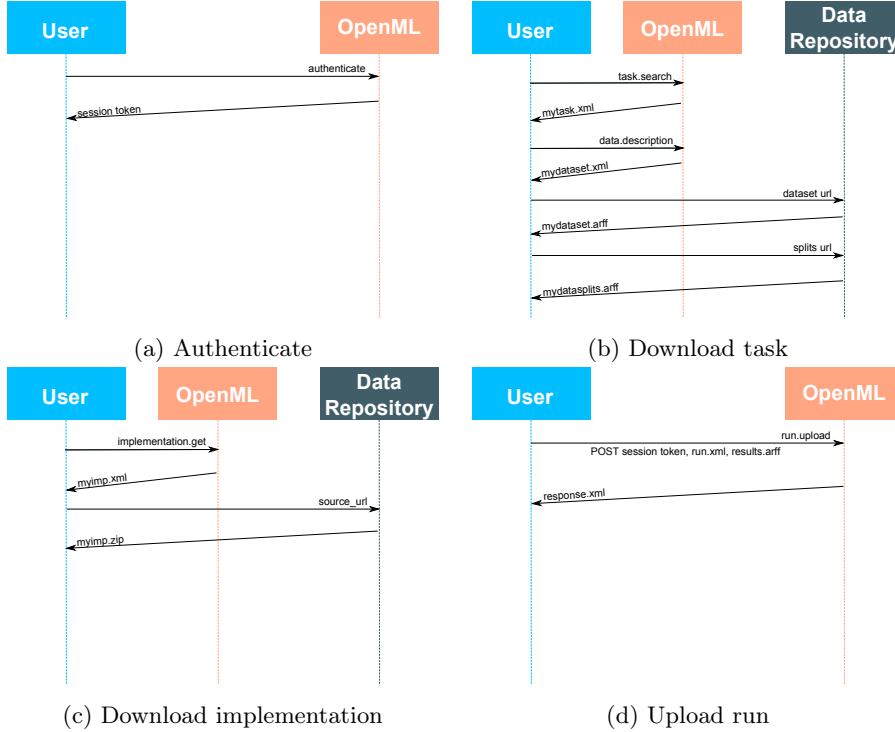 User
OpenML
authenticate
session token
(a) Authenticate
User
OpenML
Data
Repository
task.search
mytask.xml
data.description
mydataset.xml
dataset url
mydataset.arff
splits url
mydatasplits.arff
(b) Download task
User
OpenML
Data
Repository
implementation.get
myimp.xml
source_url
myimp.zip
(c) Download implementation
User
OpenML
run.upload
POST session token, run.xml, results.arff
response.xml
(d) Upload run